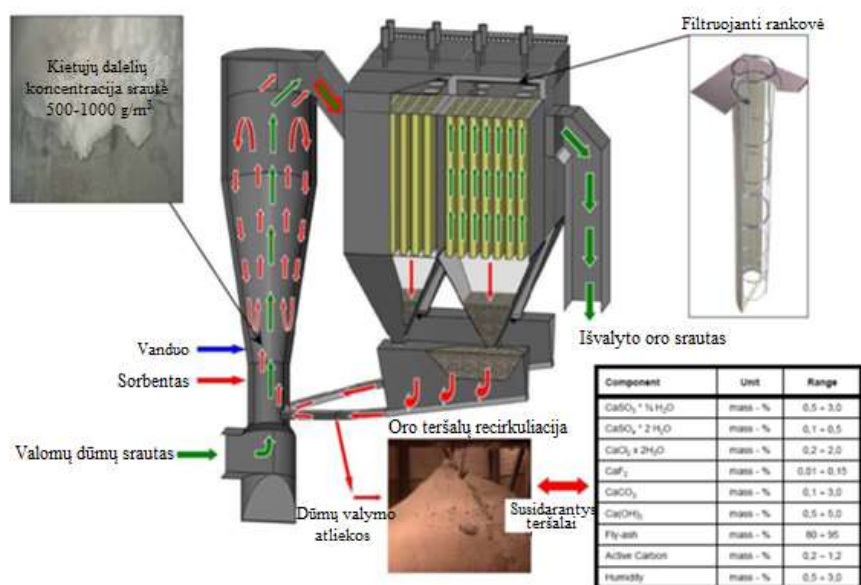 Kietųjų dalelių
koncentracija sraute
500-1000 g/m³
Filtruojanti rankovė
Išvalyto oro srautas
Vanduo
Sorbentas
Valomų dūmų srautas
Oro teršalų recirkuliacija
Dūmų valymo
atliekos
Susidarantys
teršalai
Component Unit Range
CaSO₃ * ½ H₂O mass - % 0,5 ÷ 3,0
CaSO₄ * 2 H₂O mass - % 0,1 ÷ 0,5
CaCl₂ x 2H₂O mass - % 0,2 ÷ 2,0
CaF₂ mass - % 0,01 ÷ 0,15
CaCO₃ mass - % 0,1 ÷ 3,0
Ca(OH)₂ mass - % 0,5 ÷ 5,0
Fly-ash mass - % 80 ÷ 95
Active Carbon mass - % 0,2 ÷ 1,2
Humidity mass - % 0,5 ÷ 3,0